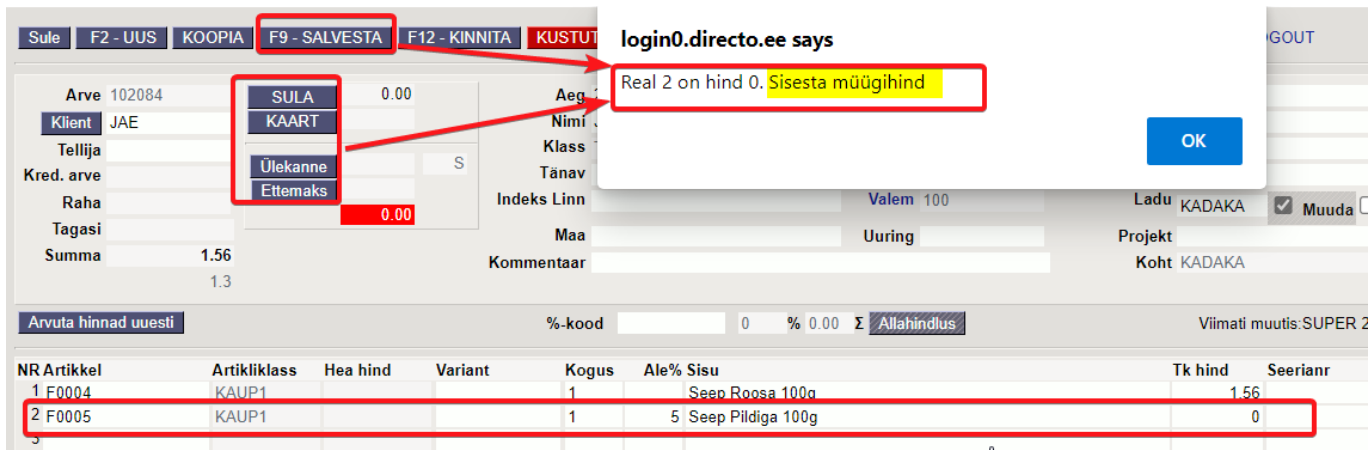 Sule F2 - UUS KOOPIA F9 - SALVESTA F12 - KINNITA KUSTUT
login0.directo.ee says
OGOUT
Real 2 on hind 0. Sisesta müügihind
OK
Arve 102084 SULA 0.00 Aeg
Klient JAE KAART Nimi
Tellija Klass
Kred. arve Ülekanne S Tänav
Raha Ettemaks Indeks Linn Valem 100 Ladu KADAKA Muuda
0.00
Tagasi Maa Uuring Projekt
Summa 1.56 Kommentaar Koht KADAKA
1.3
Arvuta hinnad uuesti %-kood 0 % 0.00 Σ Allahindlus Viimati muutis:SUPER 2
NR Artikkel Artikliklass Hea hind Variant Kogus Ale% Sisu Tk hind Seerianr
1 F0004 KAUP1 1 Seep Roosa 100g 1.56
2 F0005 KAUP1 1 5 Seep Pildiga 100g 0
3